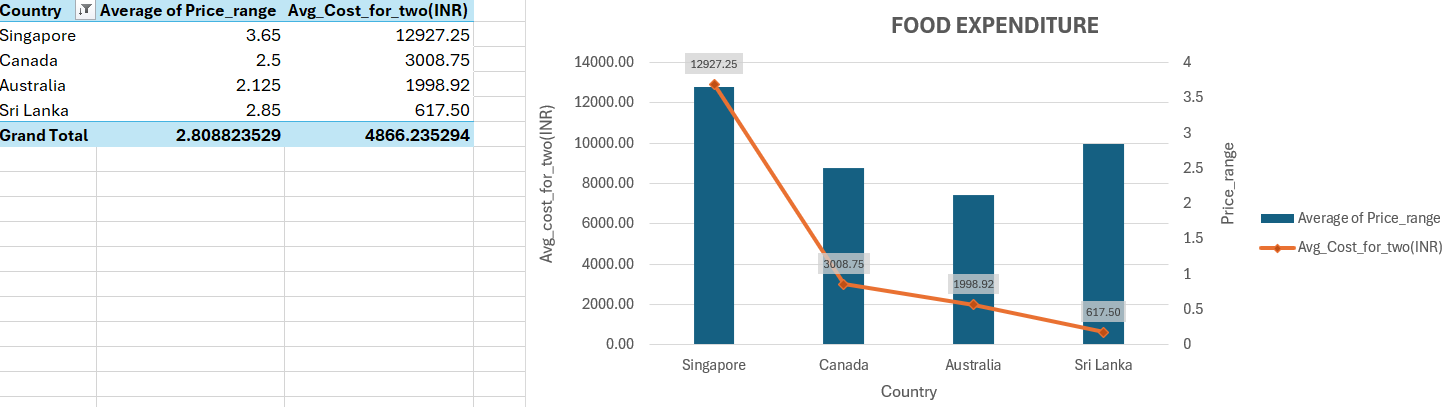 Country Average of Price_range Avg_Cost_for_two(INR)
Singapore 3.65 12927.25
Canada 2.5 3008.75
Australia 2.125 1998.92
Sri Lanka 2.85 617.50
Grand Total 2.808823529 4866.235294
FOOD EXPENDITURE
Avg_cost_for_two(INR)
14000.00
12000.00
10000.00
8000.00
6000.00
4000.00
2000.00
0.00
12927.25
3008.75
1998.92
617.50
4
3.5
3
2.5
2
1.5
1
0.5
0
Price_range
Singapore Canada Australia Sri Lanka
Country
Average of Price_range
Avg_Cost_for_two(INR)